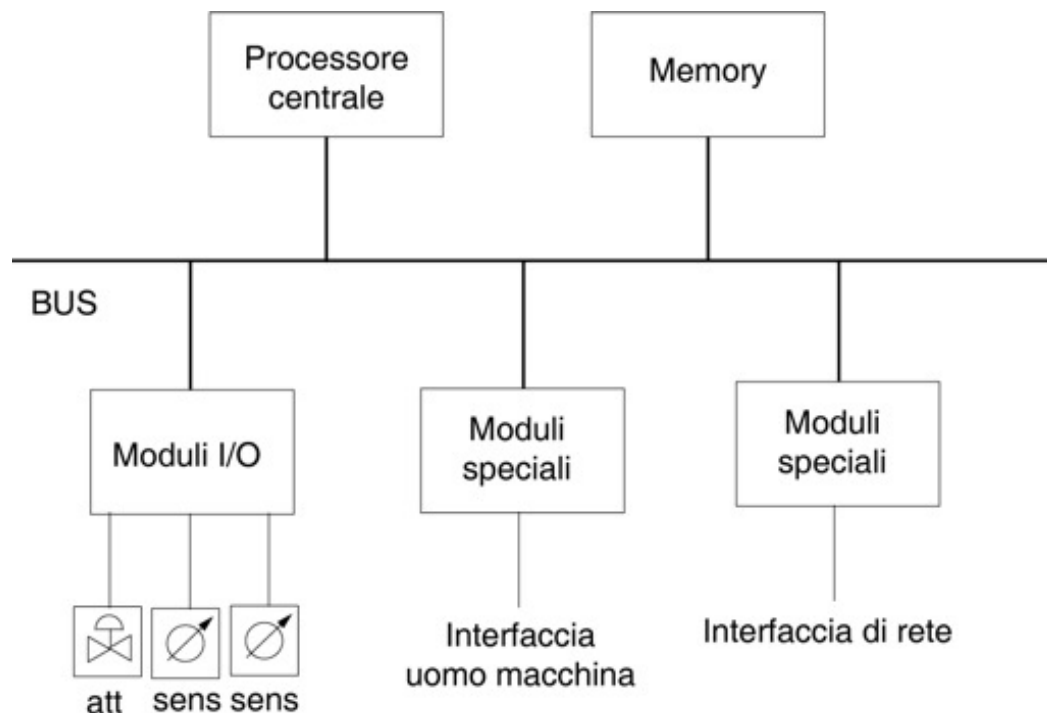 Processore
centrale
Memory
BUS
Moduli I/O
Moduli
speciali
Moduli
speciali
att
sens
sens
Interfaccia
uomo macchina
Interfaccia di rete